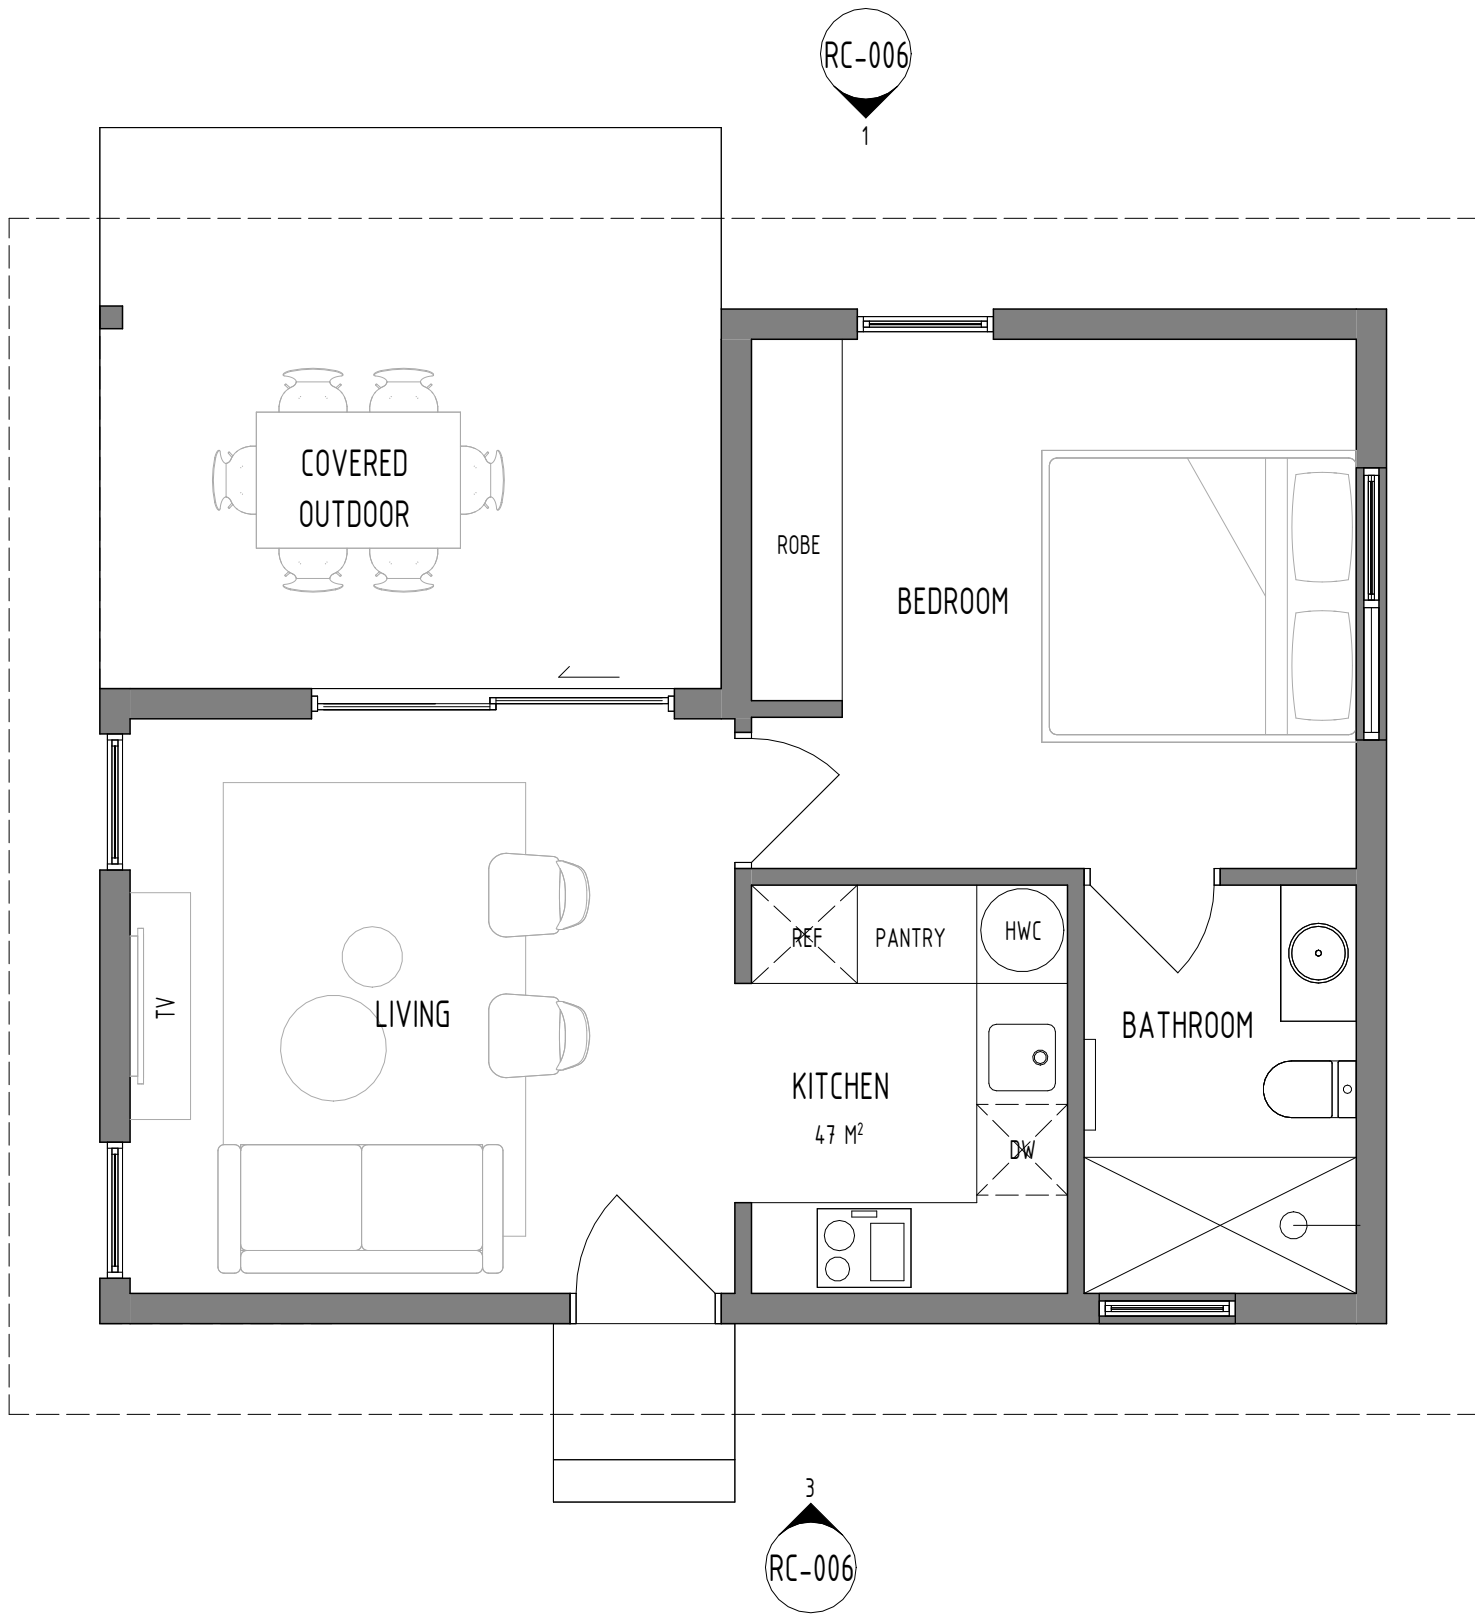 RC-006
1
COVERED
OUTDOOR
ROBE
BEDROOM
REF
PANTRY
HWC
TV
LIVING
BATHROOM
KITCHEN
47 M²
DW
3
RC-006